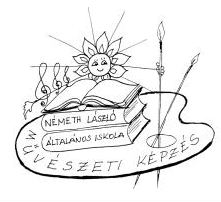 NÉMETH LÁSZLÓ
ÁLTALÁNOS ISKOLA
MŰVÉSZETI KÉPZÉS